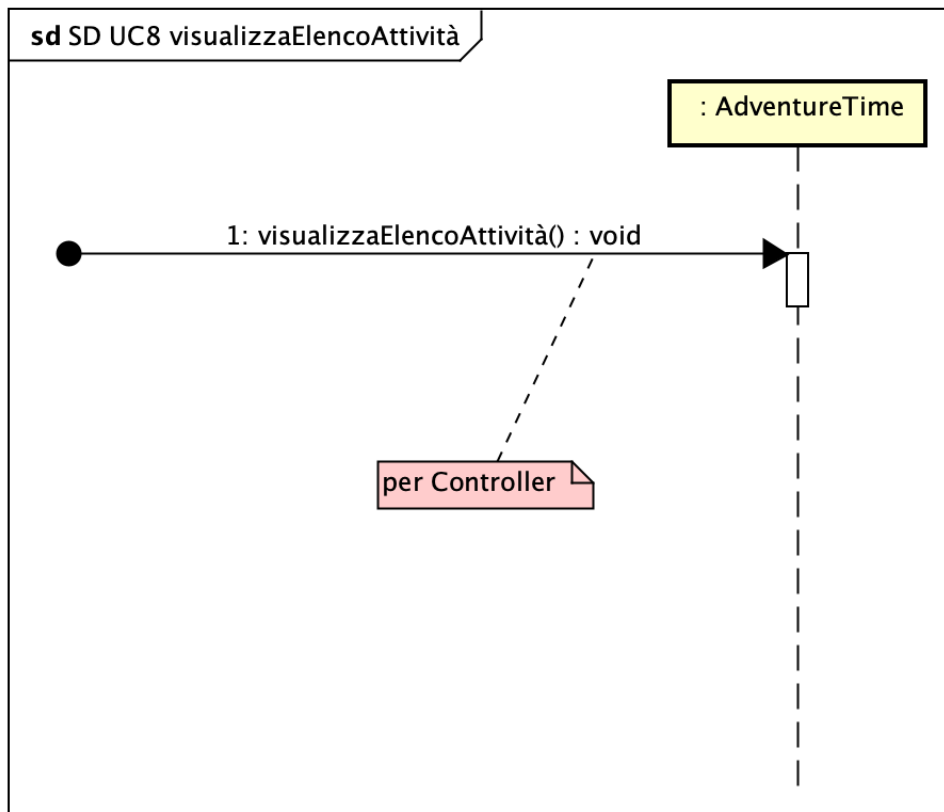 sd SD UC8 visualizzaElencoAttività
: AdventureTime
1: visualizzaElencoAttività() : void
per Controller